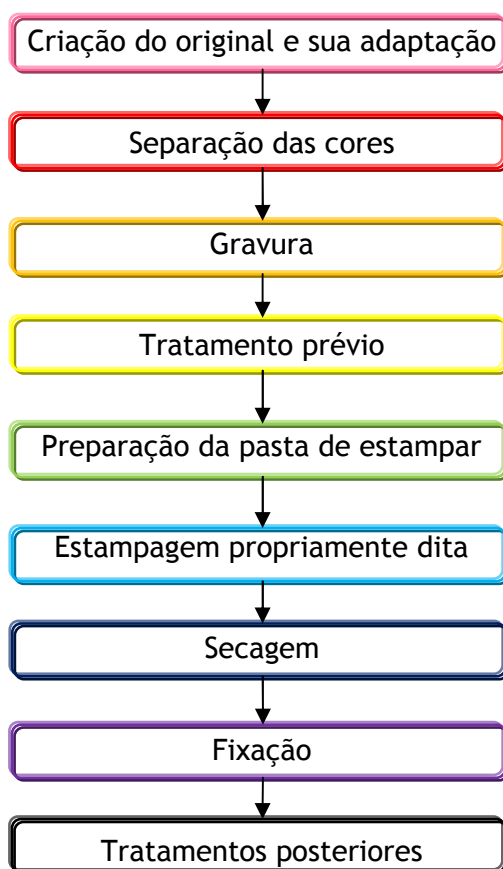 Criação do original e sua adaptação
Separação das cores
Gravura
Tratamento prévio
Preparação da pasta de estampar
Estampagem propriamente dita
Secagem
Fixação
Tratamentos posteriores